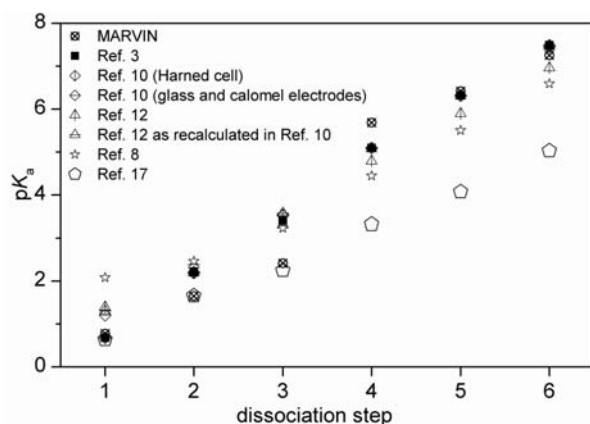 8
6
4
2
0
pKa
MARVIN
Ref. 3
Ref. 10 (Harned cell)
Ref. 10 (glass and calomel electrodes)
Ref. 12
Ref. 12 as recalculated in Ref. 10
Ref. 8
Ref. 17
1 2 3 4 5 6
dissociation step